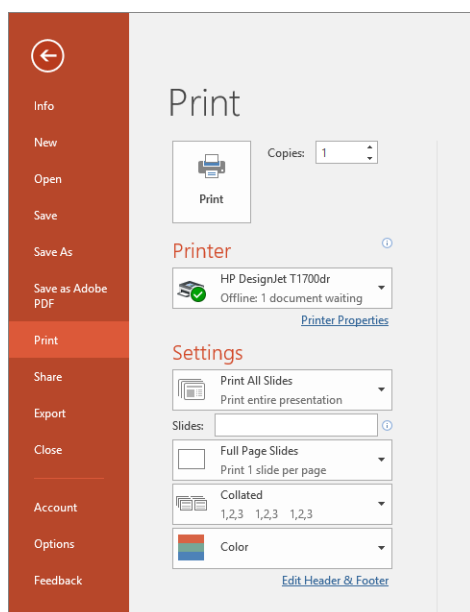 Info
New
Open
Save
Save As
Save as Adobe
PDF
Print
Share
Export
Close
Account
Options
Feedback
Print
Copies: 1
Print
Printer
HP DesignJet T1700dr
Offline: 1 document waiting
Printer Properties
Settings
Print All Slides
Print entire presentation
Slides:
Full Page Slides
Print 1 slide per page
Collated
1,2,3 1,2,3 1,2,3
Color
Edit Header & Footer